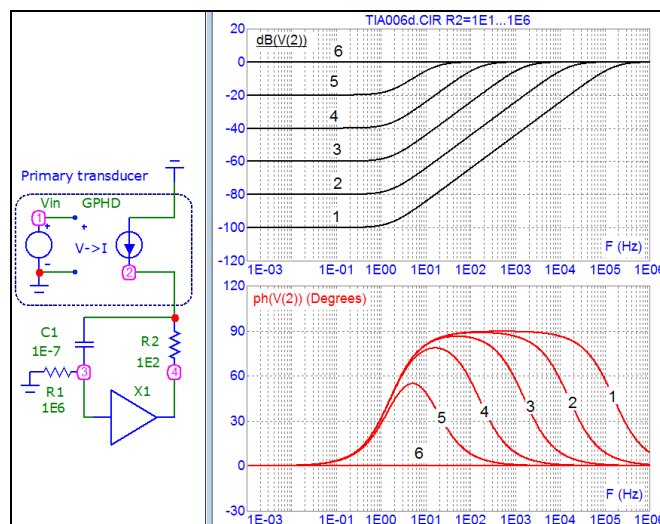 TIA006d.CIR R2=1E1...1E6
20
dB(V(2))
6
0
5
-20
4
-40
3
-60
2
-80
1
-100
-120
F (Hz)
1E-03
1E-01
1E00
1E01
1E02
1E03
1E04
1E05
1E06
Primary transducer
Vin
GPHD
1
+
+
V->I
-
-
2
C1
1E-7
R2
1E2
3
4
R1
1E6
X1
120
ph(V(2)) (Degrees)
90
60
30
0
-30
6
5
4
3
2
1
F (Hz)
1E-03
1E-01
1E00
1E01
1E02
1E03
1E04
1E05
1E06